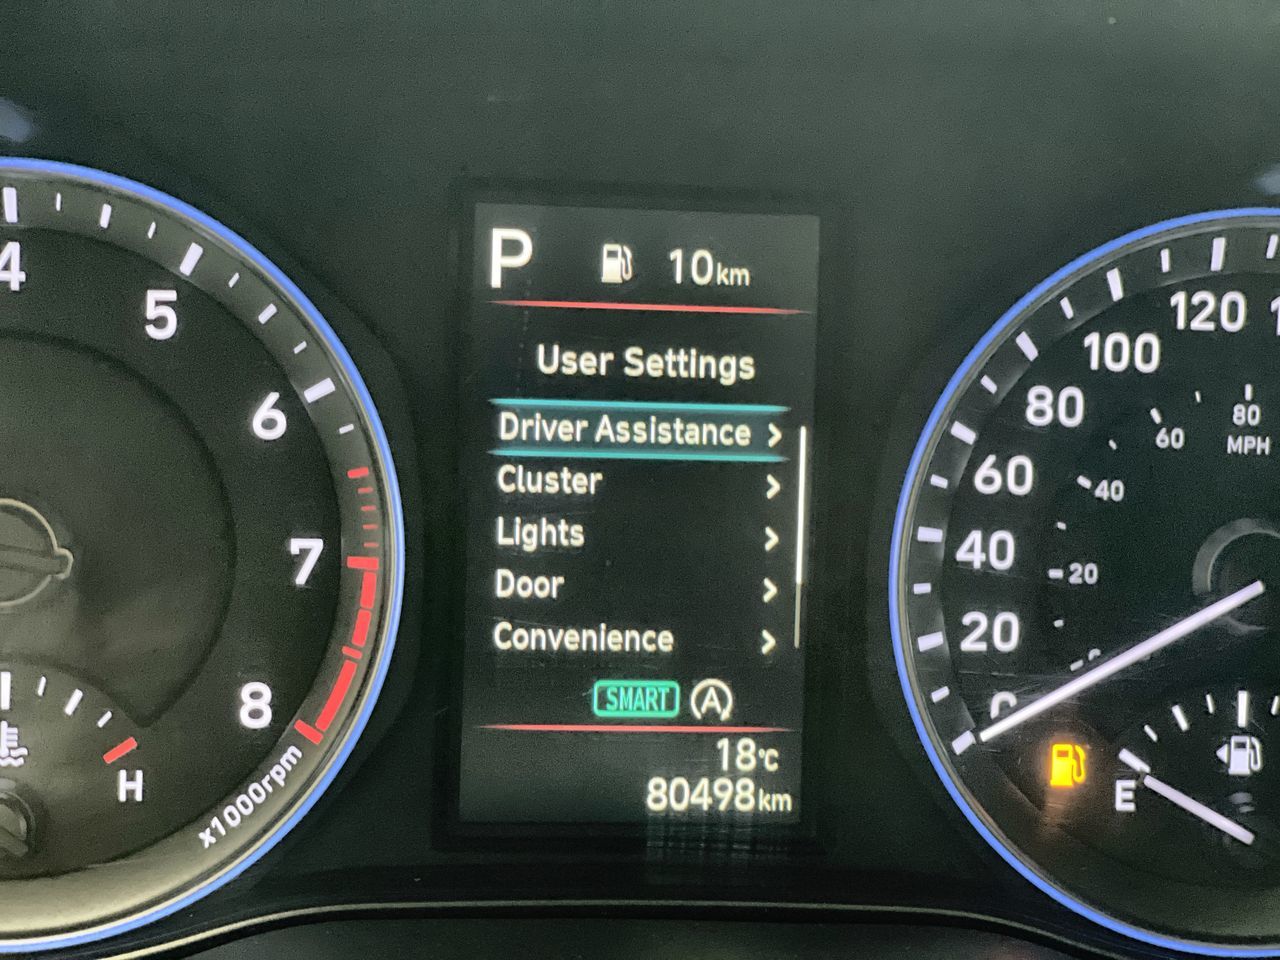 P 10km
User Settings
Driver Assistance >
Cluster >
Lights >
Door >
Convenience >
SMART A
18°C
80498km
4
5
6
7
8
x1000rpm
H
120
100
80
60
40
20
0
80
MPH
60
40
20
E